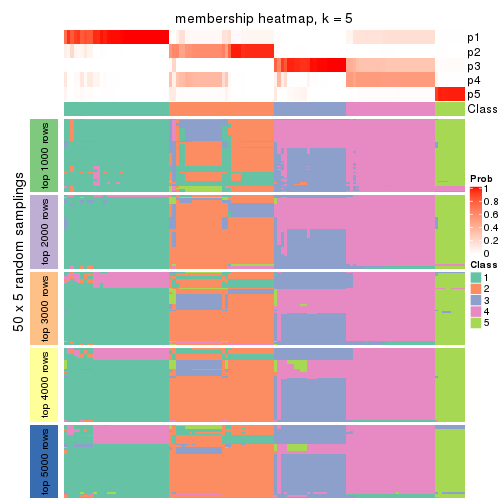 membership heatmap, k = 5
p1
p2
p3
p4
p5
Class
50 x 5 random samplings
top 1000 rows
top 2000 rows
top 3000 rows
top 4000 rows
top 5000 rows
Prob
1
0.8
0.6
0.4
0.2
0
Class
1
2
3
4
5